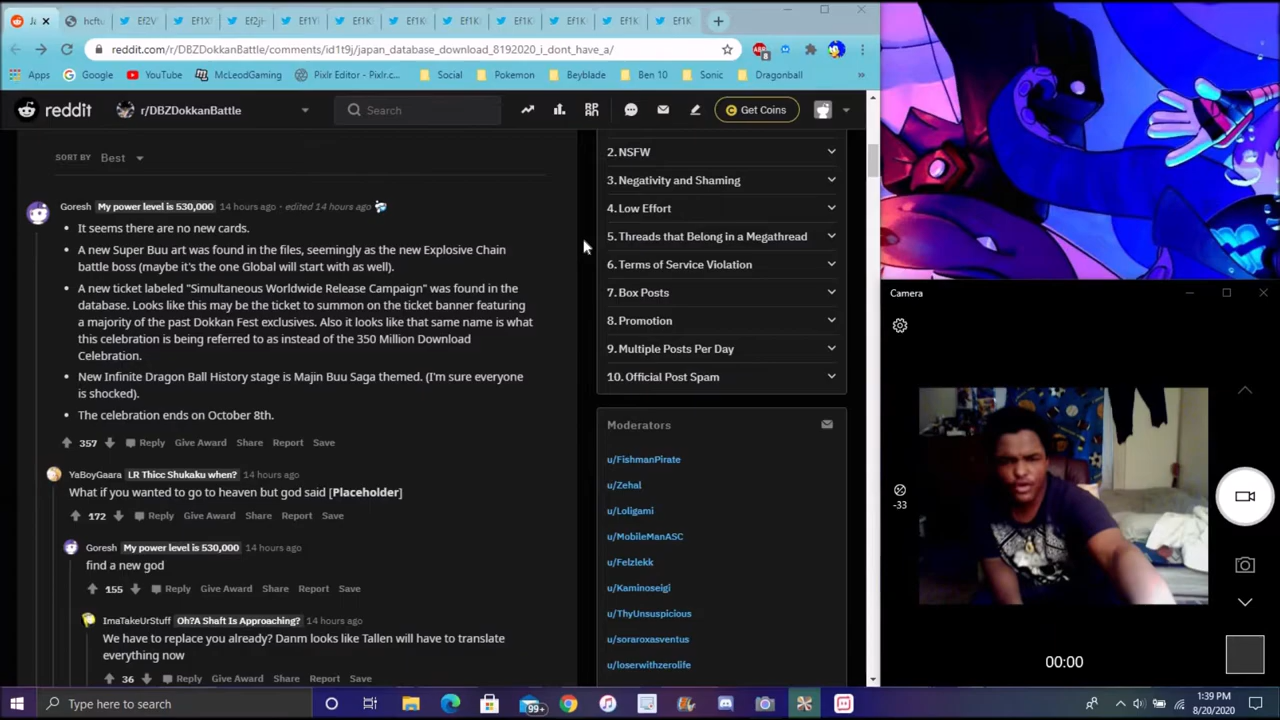 Ef2V
Ef1X
Ef2jH
Ef1Y
Ef1K
Ef1K
Ef1K
Ef1K
Ef1K
Ef1K
Ef1K
reddit.com/r/DBZDokkanBattle/comments/id1t9j/japan_database_download_8192020_i_dont_have_a/
8
Apps
Google
YouTube
McLeodGaming
Pixlr Editor - Pixlr.c...
Social
Pokemon
Beyblade
Ben 10
Sonic
Dragonball
»
reddit
r/DBZDokkanBattle
Search
Get Coins
SORT BY Best
Goresh My power level is 530,000 14 hours ago · edited 14 hours ago
• It seems there are no new cards.
• A new Super Buu art was found in the files, seemingly as the new Explosive Chain
battle boss (maybe it's the one Global will start with as well).
• A new ticket labeled "Simultaneous Worldwide Release Campaign" was found in the
database. Looks like this may be the ticket to summon on the ticket banner featuring
a majority of the past Dokkan Fest exclusives. Also it looks like that same name is what
this celebration is being referred to as instead of the 350 Million Download
Celebration.
• New Infinite Dragon Ball History stage is Majin Buu Saga themed. (I'm sure everyone
is shocked).
• The celebration ends on October 8th.
357 Reply Give Award Share Report Save
YaBoyGaara LR Thicc Shukaku when? 14 hours ago
What if you wanted to go to heaven but god said [Placeholder]
172 Reply Give Award Share Report Save
Goresh My power level is 530,000 14 hours ago
find a new god
155 Reply Give Award Share Report Save
ImaTakeUrStuff Oh?A Shaft Is Approaching? 14 hours ago
We have to replace you already? Danm looks like Tallen will have to translate
everything now
36 Reply Give Award Share Report Save
2. NSFW
3. Negativity and Shaming
4. Low Effort
5. Threads that Belong in a Megathread
6. Terms of Service Violation
7. Box Posts
8. Promotion
9. Multiple Posts Per Day
10. Official Post Spam
Moderators
u/FishmanPirate
u/Zehal
u/Loligami
u/MobileManASC
u/Felzlekk
u/Kaminoseigi
u/ThyUnsuspicious
u/soraroxasventus
u/loserwithzerolife
Camera
-33
00:00
Type here to search
99+
1:39 PM
8/20/2020